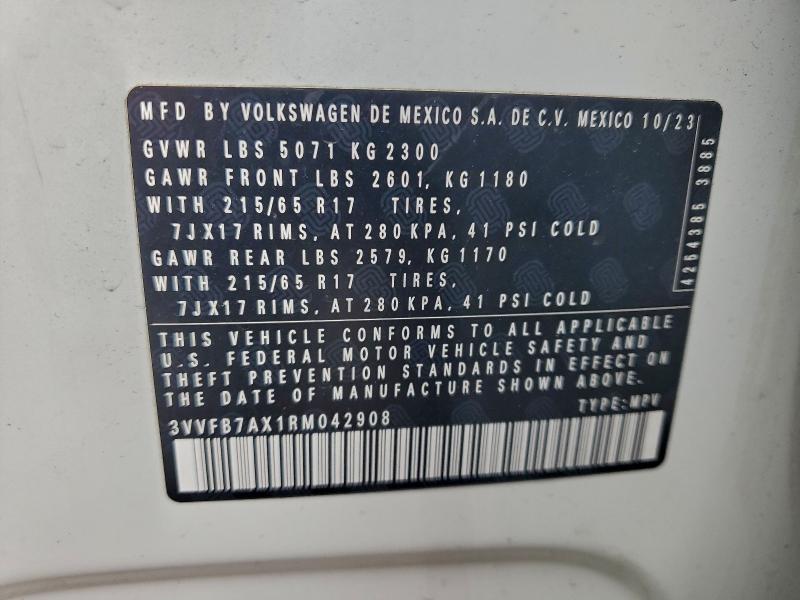 MFD BY VOLKSWAGEN DE MEXICO S.A. DE C.V. MEXICO 10/23
GVWR LBS 5071 KG 2300
GAWR FRONT LBS 2601, KG 1180
WITH 215/65 R17 TIRES,
7JX17 RIMS, AT 280 KPA, 41 PSI COLD
GAWR REAR LBS 2579, KG 1170
WITH 215/65 R17 TIRES,
7JX17 RIMS, AT 280 KPA, 41 PSI COLD
4254385 3885
THIS VEHICLE CONFORMS TO ALL APPLICABLE
U.S. FEDERAL MOTOR VEHICLE SAFETY AND
THEFT PREVENTION STANDARDS IN EFFECT ON
THE DATE OF MANUFACTURE SHOWN ABOVE.
TYPE:MPV
3VVFB7AX1RM042908